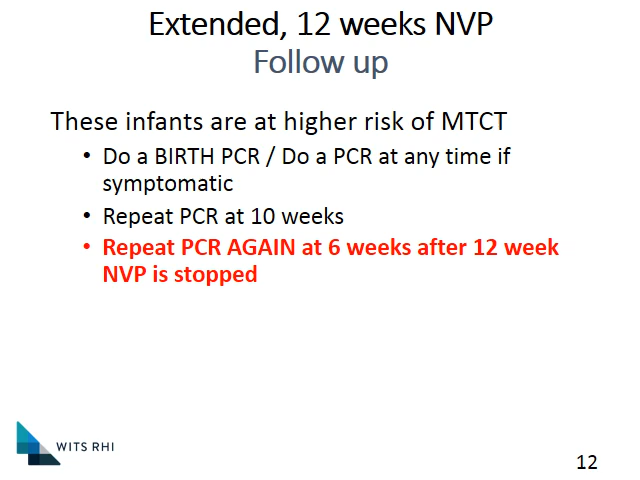 Extended, 12 weeks NVP
Follow up
These infants are at higher risk of MTCT
• Do a BIRTH PCR / Do a PCR at any time if
symptomatic
• Repeat PCR at 10 weeks
• Repeat PCR AGAIN at 6 weeks after 12 week
NVP is stopped
WITS RHI
12